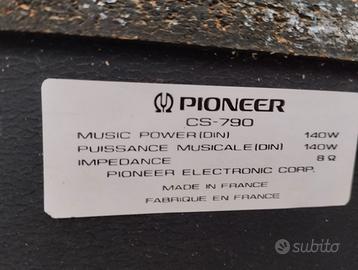 PIONEER
CS-790
MUSIC POWER(DIN) 140W
PUISSANCE MUSICALE(DIN) 140W
IMPEDANCE 8Ω
PIONEER ELECTRONIC CORP.
MADE IN FRANCE
FABRIQUE EN FRANCE
subito